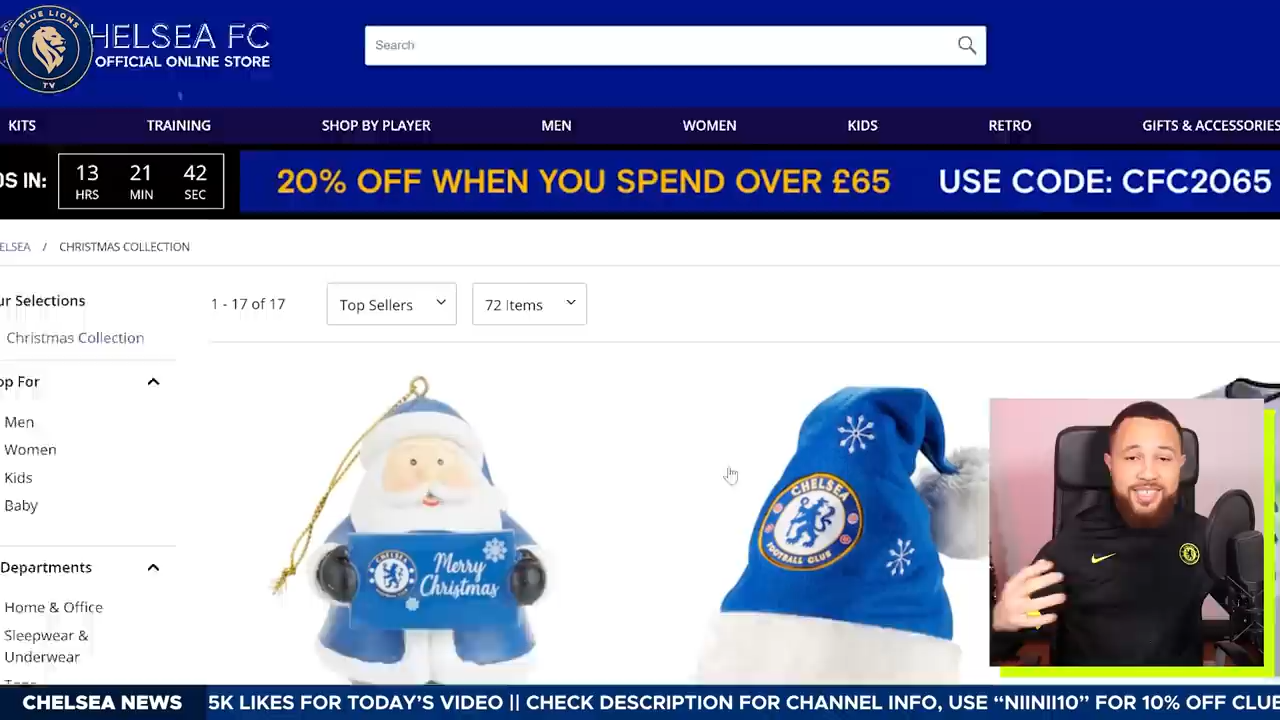 BLUE LIONS
TV
HELSEA FC
OFFICIAL ONLINE STORE
Search
KITS
TRAINING
SHOP BY PLAYER
MEN
WOMEN
KIDS
RETRO
GIFTS & ACCESSORIES
DS IN:
13
HRS
21
MIN
42
SEC
20% OFF WHEN YOU SPEND OVER £65
USE CODE: CFC2065
ELSEA / CHRISTMAS COLLECTION
ur Selections
1 - 17 of 17
Top Sellers
72 Items
Christmas Collection
op For
Men
Women
Kids
Baby
Departments
Home & Office
Sleepwear &
Underwear
Merry
Christmas
CHELSEA
FOOTBALL CLUB
CHELSEA NEWS
5K LIKES FOR TODAY'S VIDEO || CHECK DESCRIPTION FOR CHANNEL INFO, USE “NIINII10” FOR 10% OFF CLUE